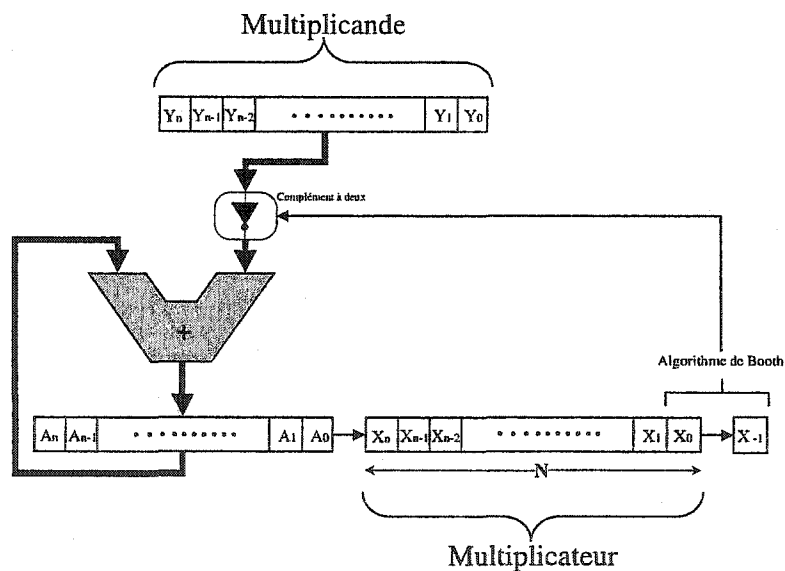 Multiplicande
Yn Yn-1 Yn-2 .......... Y1 Y0
Complément à deux
+
Algorithme de Booth
An An-1 .......... A1 A0 Xn Xn-1 Xn-2 .......... X1 X0 X-1
N
Multiplicateur